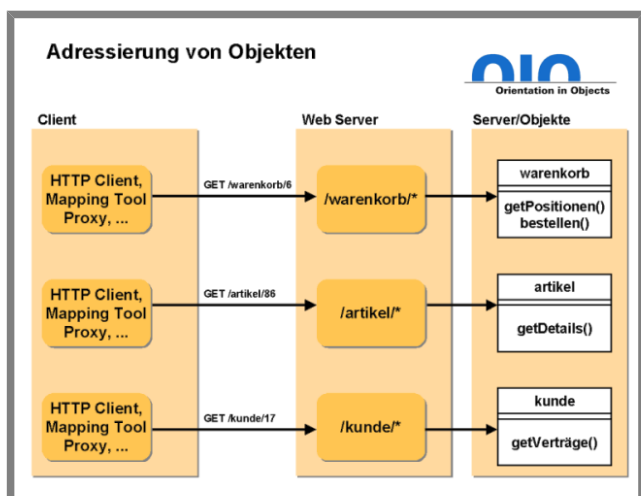 Adressierung von Objekten
OIO
Orientation in Objects
Client
Web Server
Server/Objekte
HTTP Client,
Mapping Tool
Proxy, ...
GET /warenkorb/6
/warenkorb/*
warenkorb
getPositionen()
bestellen()
HTTP Client,
Mapping Tool
Proxy, ...
GET /artikel/86
/artikel/*
artikel
getDetails()
HTTP Client,
Mapping Tool
Proxy, ...
GET /kunde/17
/kunde/*
kunde
getVerträge()